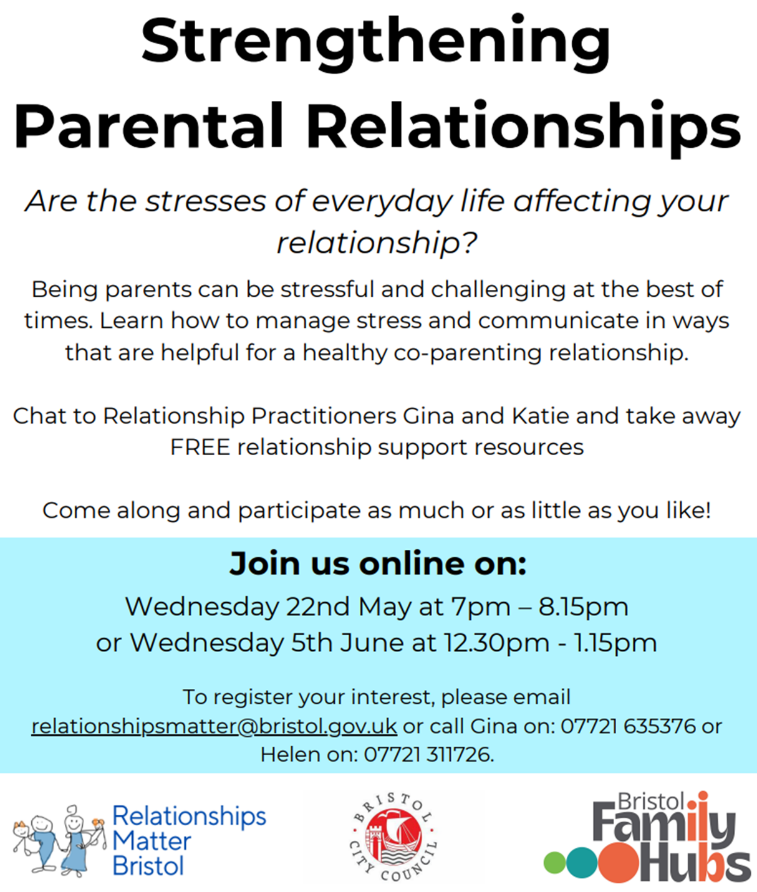 Strengthening
Parental Relationships
Are the stresses of everyday life affecting your
relationship?
Being parents can be stressful and challenging at the best of
times. Learn how to manage stress and communicate in ways
that are helpful for a healthy co-parenting relationship.
Chat to Relationship Practitioners Gina and Katie and take away
FREE relationship support resources
Come along and participate as much or as little as you like!
Join us online on:
Wednesday 22nd May at 7pm – 8.15pm
or Wednesday 5th June at 12.30pm - 1.15pm
To register your interest, please email
relationshipsmatter@bristol.gov.uk or call Gina on: 07721 635376 or
Helen on: 07721 311726.
Relationships
Matter
Bristol
BRISTOL
CITY COUNCIL
Bristol
Family
Hubs